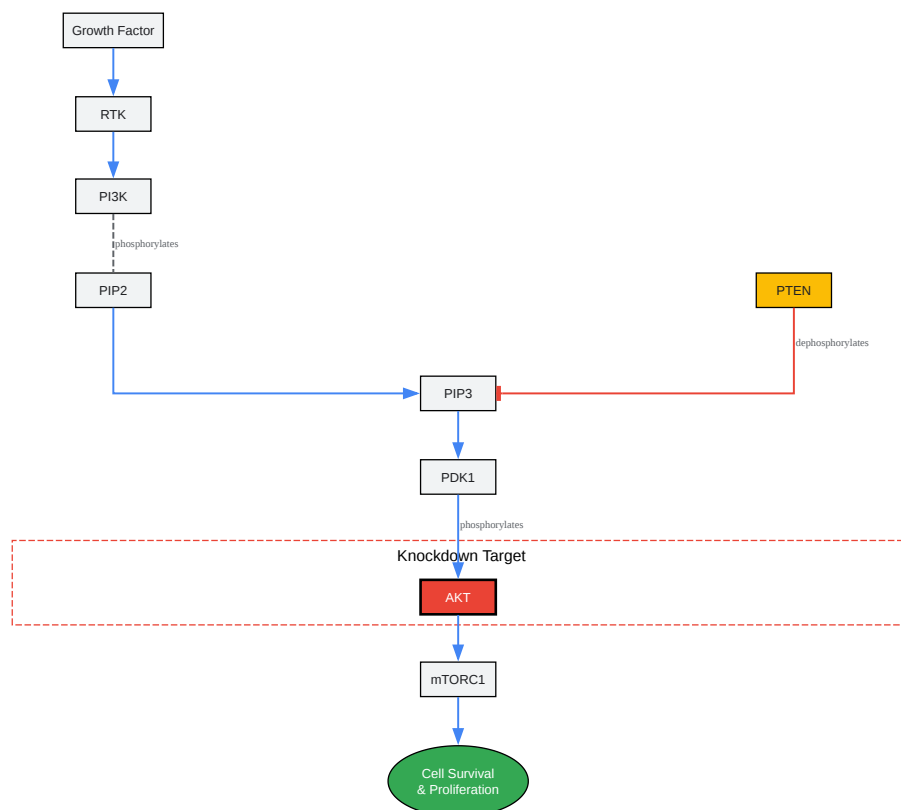 Growth Factor
RTK
PI3K
phosphorylates
PIP2
PTEN
dephosphorylates
PIP3
PDK1
phosphorylates
Knockdown Target
AKT
mTORC1
Cell Survival
& Proliferation